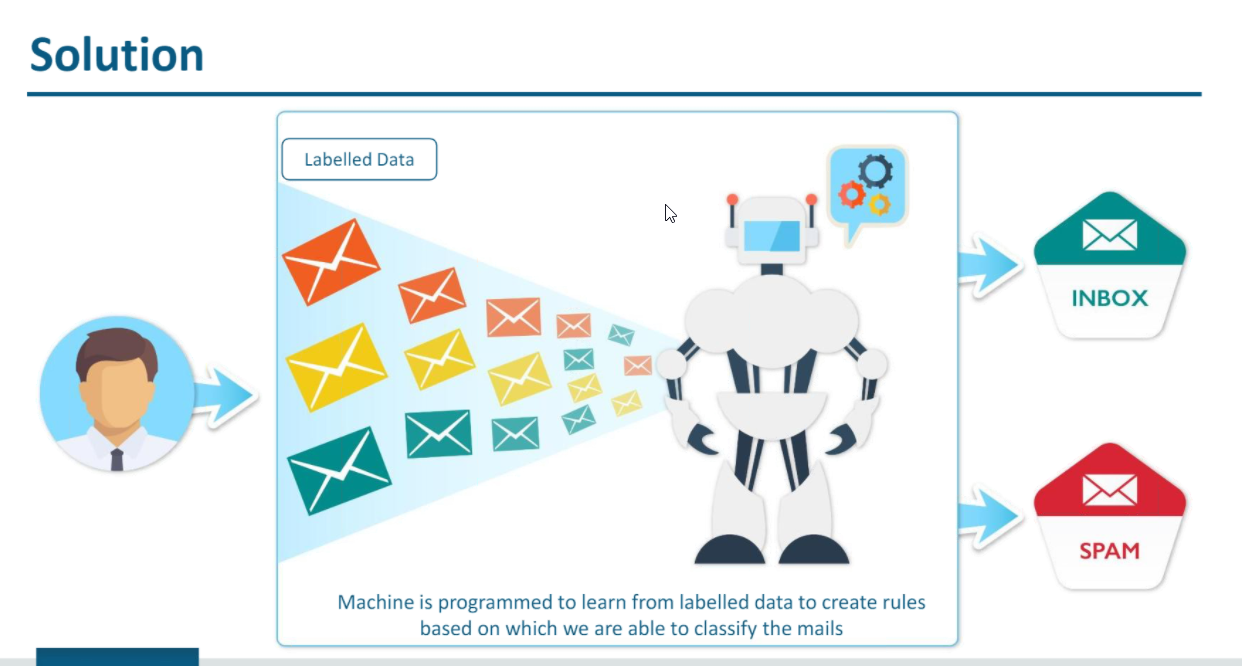 Solution
Labelled Data
INBOX
SPAM
Machine is programmed to learn from labelled data to create rules
based on which we are able to classify the mails